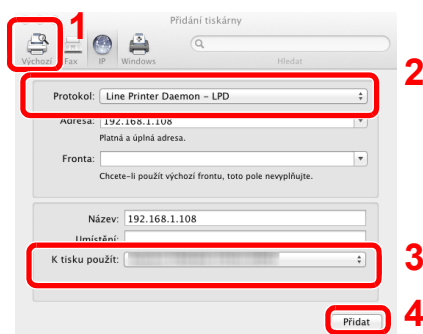 Přidání tiskárny
1
Výchozí Fax IP Windows Hledat
2
Protokol: Line Printer Daemon – LPD
Adresa: 192.168.1.108
Platná a úplná adresa.
Fronta:
Chcete-li použít výchozí frontu, toto pole nevyplňujte.
Název: 192.168.1.108
Umístění:
K tisku použít:
3
Přidat
4